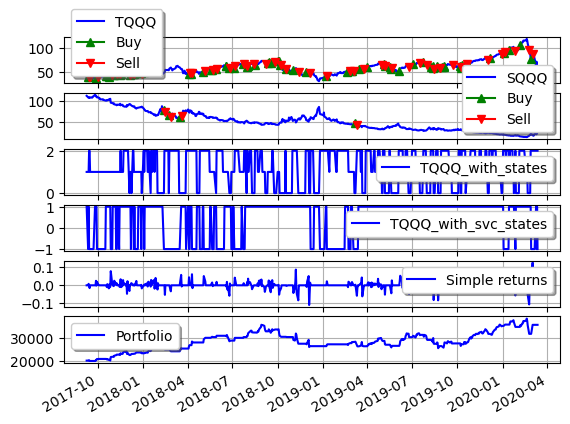 TQQQ
Buy
Sell
100
50
SQQQ
Buy
Sell
100
50
2
TQQQ_with_states
0
1
0
TQQQ_with_svc_states
−1
0.1
0.0
Simple returns
−0.1
Portfolio
30000
20000
2017-10
2018-01
2018-04
2018-07
2018-10
2019-01
2019-04
2019-07
2019-10
2020-01
2020-04